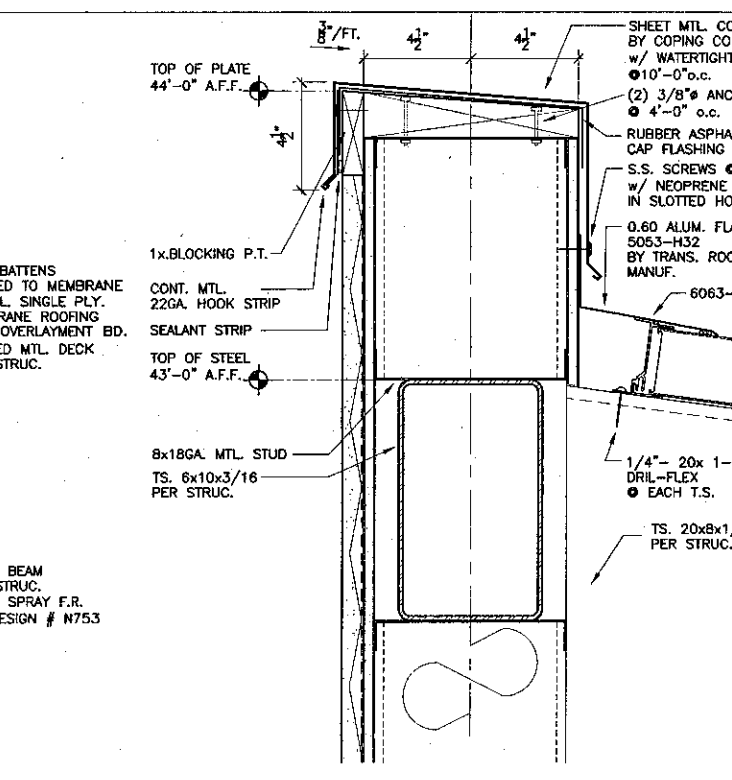 3/8"/FT.
4 1/2"
4 1/2"
4 1/2"
TOP OF PLATE
44'-0" A.F.F.
1x.BLOCKING P.T.
CONT. MTL.
22GA. HOOK STRIP
SEALANT STRIP
TOP OF STEEL
43'-0" A.F.F.
8x18GA. MTL. STUD
TS. 6x10x3/16
PER STRUC.
BATTENS
ED TO MEMBRANE
L. SINGLE PLY.
RANE ROOFING
OVERLAYMENT BD.
ED MTL. DECK
STRUC.
BEAM
STRUC.
SPRAY F.R.
ESIGN # N753
SHEET MTL. CO
BY COPING CO
w/ WATERTIGHT
@10'-0"o.c.
(2) 3/8"ø ANC
@ 4'-0" o.c.
RUBBER ASPHA
CAP FLASHING
S.S. SCREWS @
w/ NEOPRENE
IN SLOTTED HO
0.60 ALUM. FLA
5053-H32
BY TRANS. ROO
MANUF.
6063-
1/4"- 20x 1-
DRIL-FLEX
@ EACH T.S.
TS. 20x8x1/
PER STRUC.